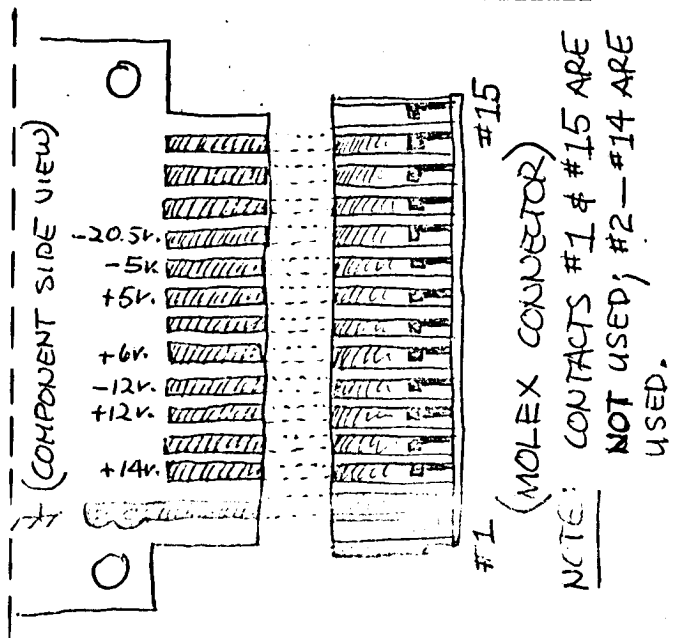 (COMPONENT SIDE VIEW)
-20.5v.
-5v.
+5v.
+6v.
-12v.
+12v.
+14v.
#1
#15
(MOLEX CONNECTOR)
NOTE: CONTACTS #1 & #15 ARE
NOT USED; #2-#14 ARE
USED.